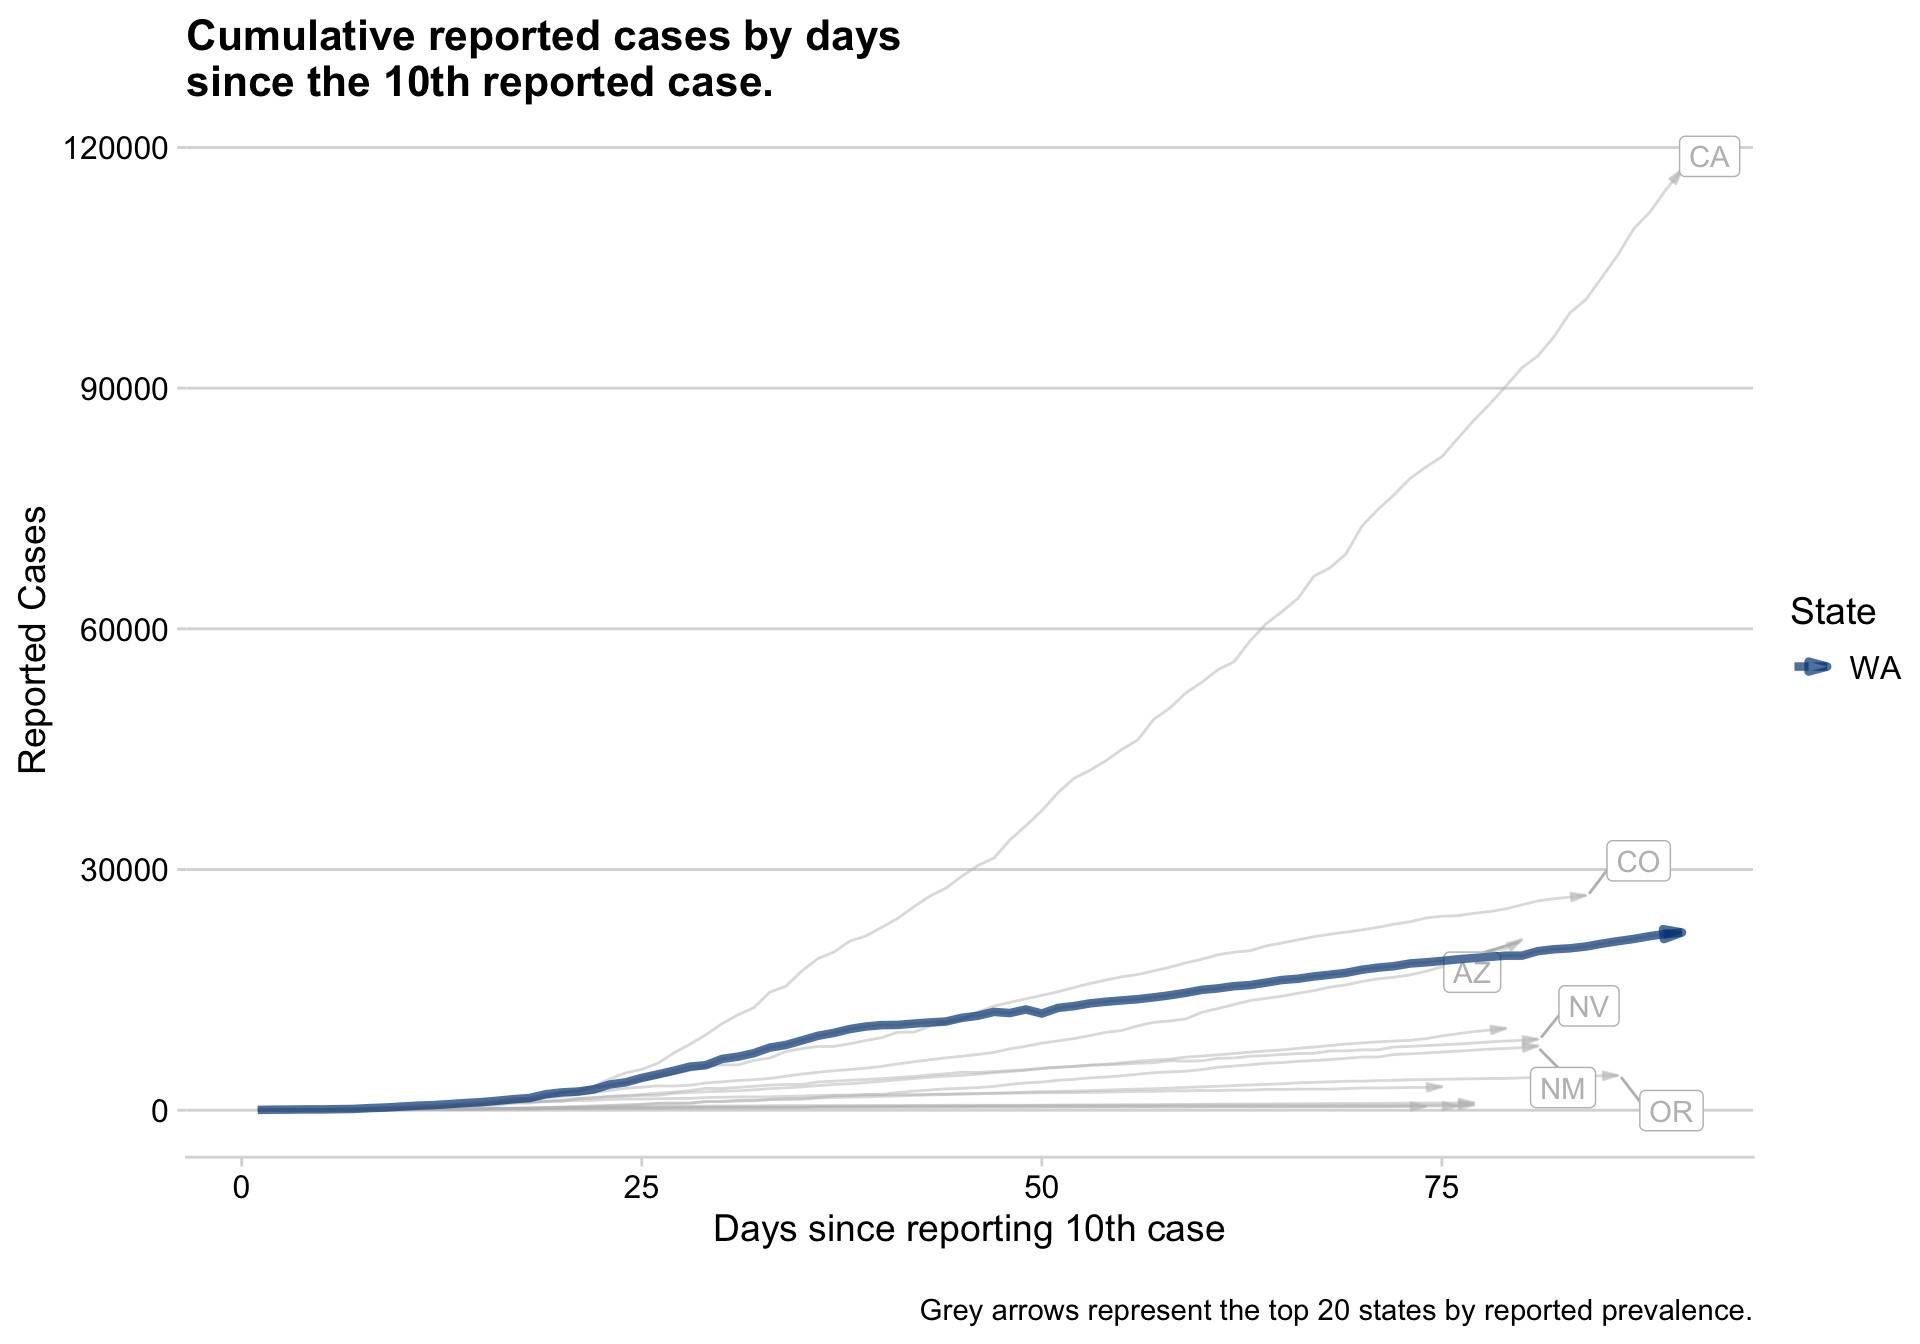 Cumulative reported cases by days
since the 10th reported case.
120000
90000
60000
30000
0
Reported Cases
CA
CO
AZ
NV
NM
OR
State
WA
0
25
50
75
Days since reporting 10th case
Grey arrows represent the top 20 states by reported prevalence.